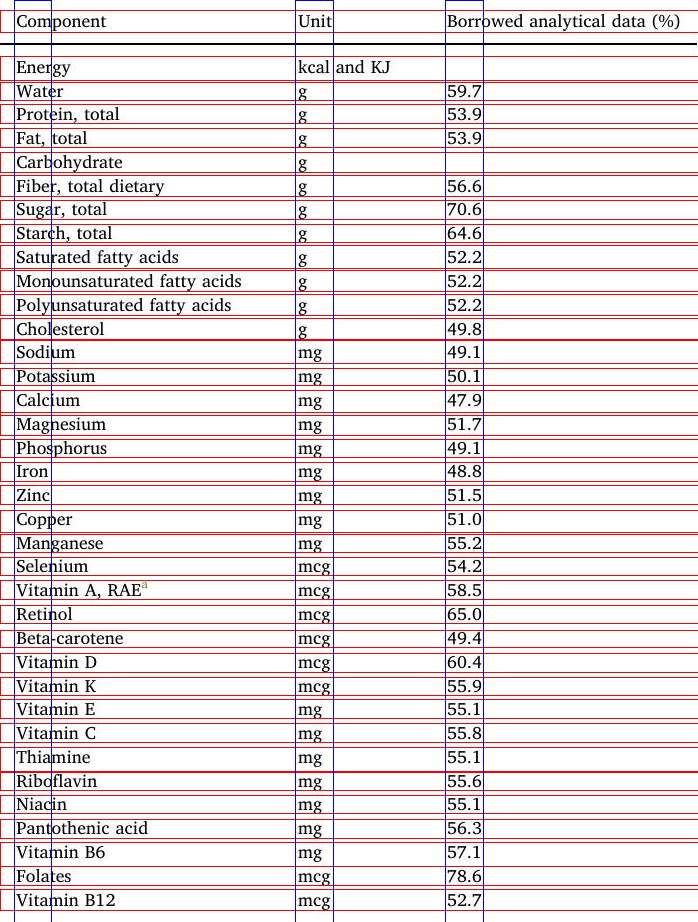 Component Unit Borrowed analytical data (%)
Energy kcal and KJ
Water g 59.7
Protein, total g 53.9
Fat, total g 53.9
Carbohydrate g
Fiber, total dietary g 56.6
Sugar, total g 70.6
Starch, total g 64.6
Saturated fatty acids g 52.2
Monounsaturated fatty acids g 52.2
Polyunsaturated fatty acids g 52.2
Cholesterol g 49.8
Sodium mg 49.1
Potassium mg 50.1
Calcium mg 47.9
Magnesium mg 51.7
Phosphorus mg 49.1
Iron mg 48.8
Zinc mg 51.5
Copper mg 51.0
Manganese mg 55.2
Selenium mcg 54.2
Vitamin A, RAEa mcg 58.5
Retinol mcg 65.0
Beta-carotene mcg 49.4
Vitamin D mcg 60.4
Vitamin K mcg 55.9
Vitamin E mg 55.1
Vitamin C mg 55.8
Thiamine mg 55.1
Riboflavin mg 55.6
Niacin mg 55.1
Pantothenic acid mg 56.3
Vitamin B6 mg 57.1
Folates mcg 78.6
Vitamin B12 mcg 52.7